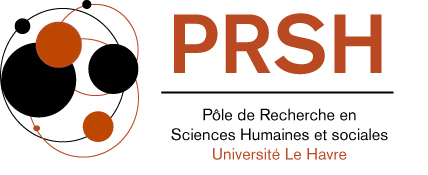 PRSH
Pôle de Recherche en
Sciences Humaines et sociales
Université Le Havre